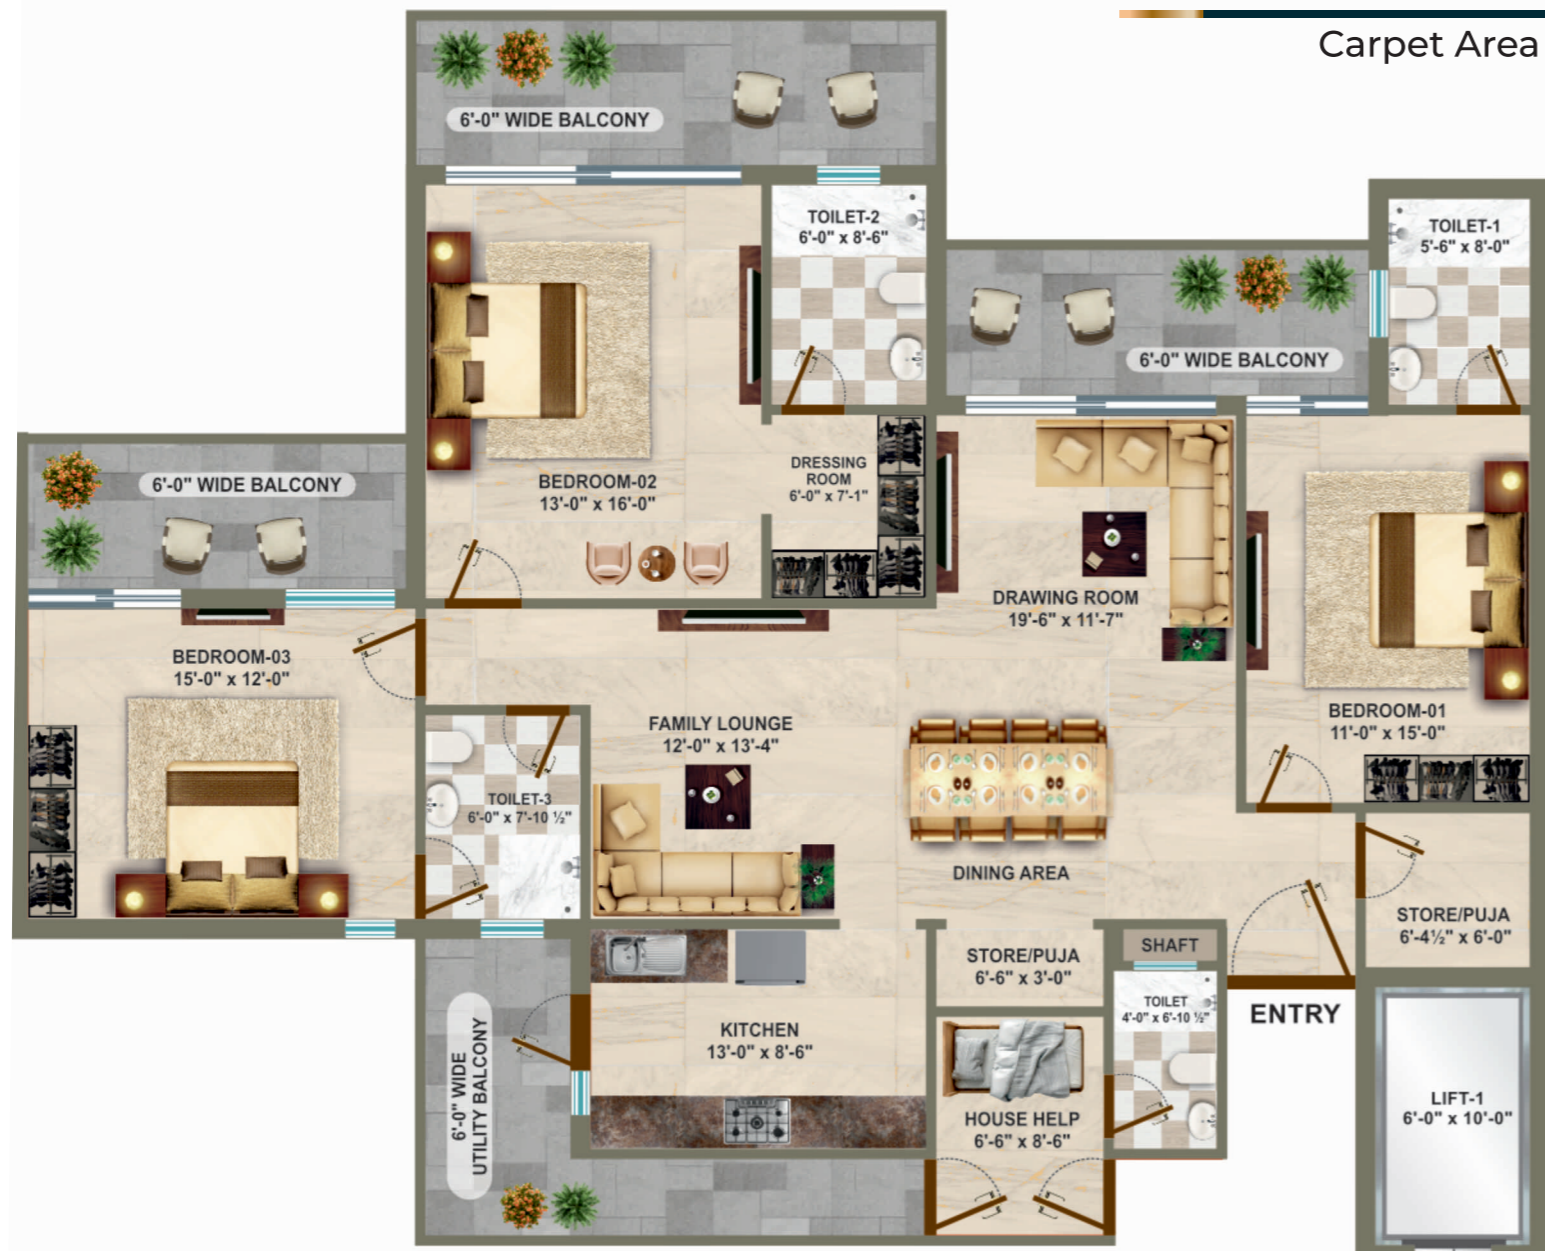 Carpet Area
6'-0" WIDE BALCONY
TOILET-2
6'-0" x 8'-6"
TOILET-1
5'-6" x 8'-0"
6'-0" WIDE BALCONY
6'-0" WIDE BALCONY
BEDROOM-02
13'-0" x 16'-0"
DRESSING
ROOM
6'-0" x 7'-1"
DRAWING ROOM
19'-6" x 11'-7"
BEDROOM-03
15'-0" x 12'-0"
FAMILY LOUNGE
12'-0" x 13'-4"
BEDROOM-01
11'-0" x 15'-0"
TOILET-3
6'-0" x 7'-10 ½"
DINING AREA
STORE/PUJA
6'-4½" x 6'-0"
STORE/PUJA
6'-6" x 3'-0"
SHAFT
TOILET
4'-0" x 6'-10 ½"
ENTRY
KITCHEN
13'-0" x 8'-6"
6'-0" WIDE
UTILITY BALCONY
HOUSE HELP
6'-6" x 8'-6"
LIFT-1
6'-0" x 10'-0"